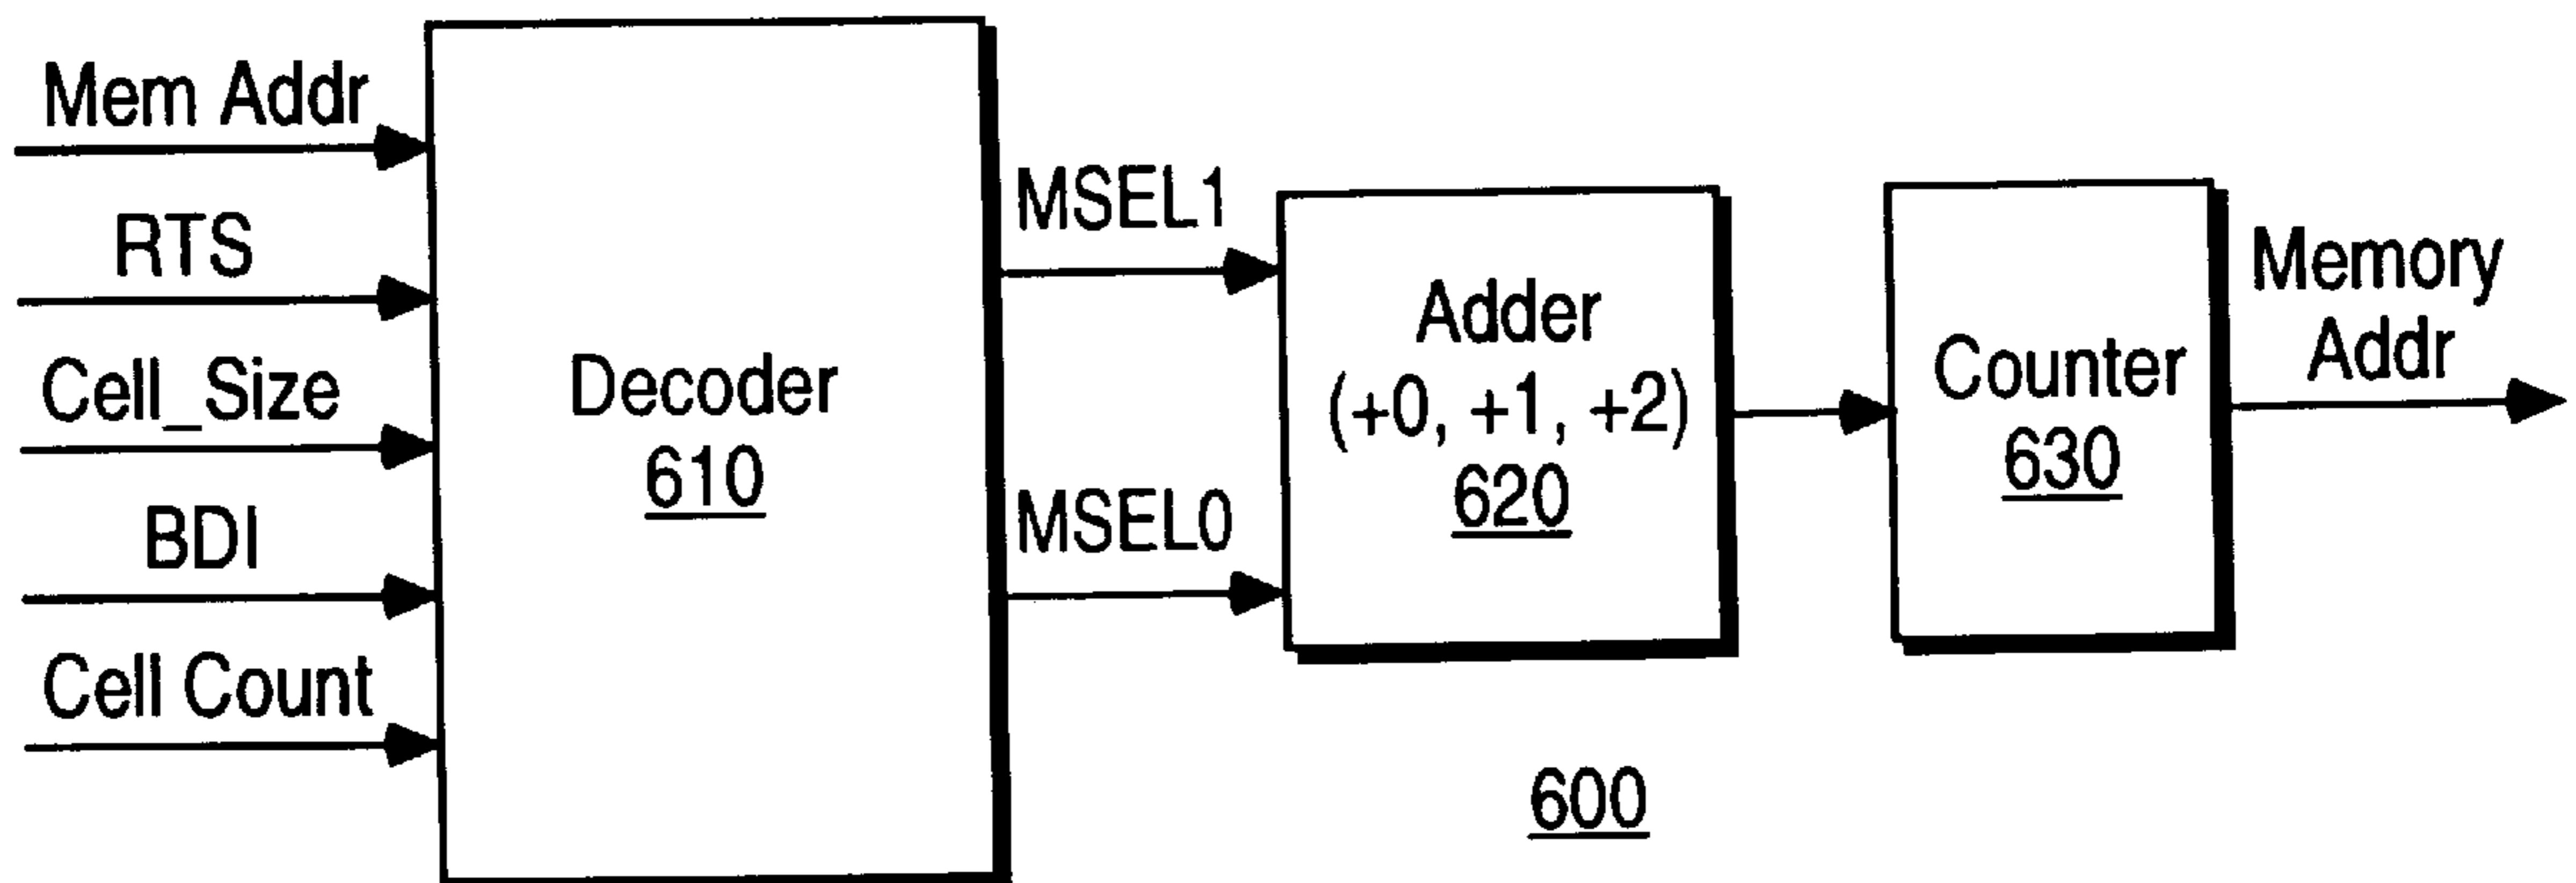 Mem Addr
RTS
Cell_Size
BDI
Cell Count
Decoder
610
MSEL1
MSEL0
Adder
(+0, +1, +2)
620
Counter
630
Memory
Addr
600